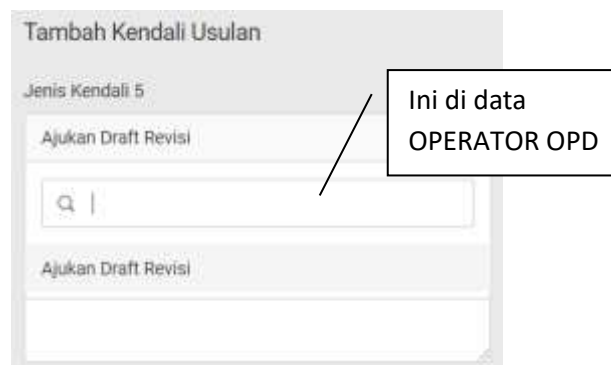 Tambah Kendali Usulan
Jenis Kendali 5
Ajukan Draft Revisi
Ini di data
OPERATOR OPD
Ajukan Draft Revisi